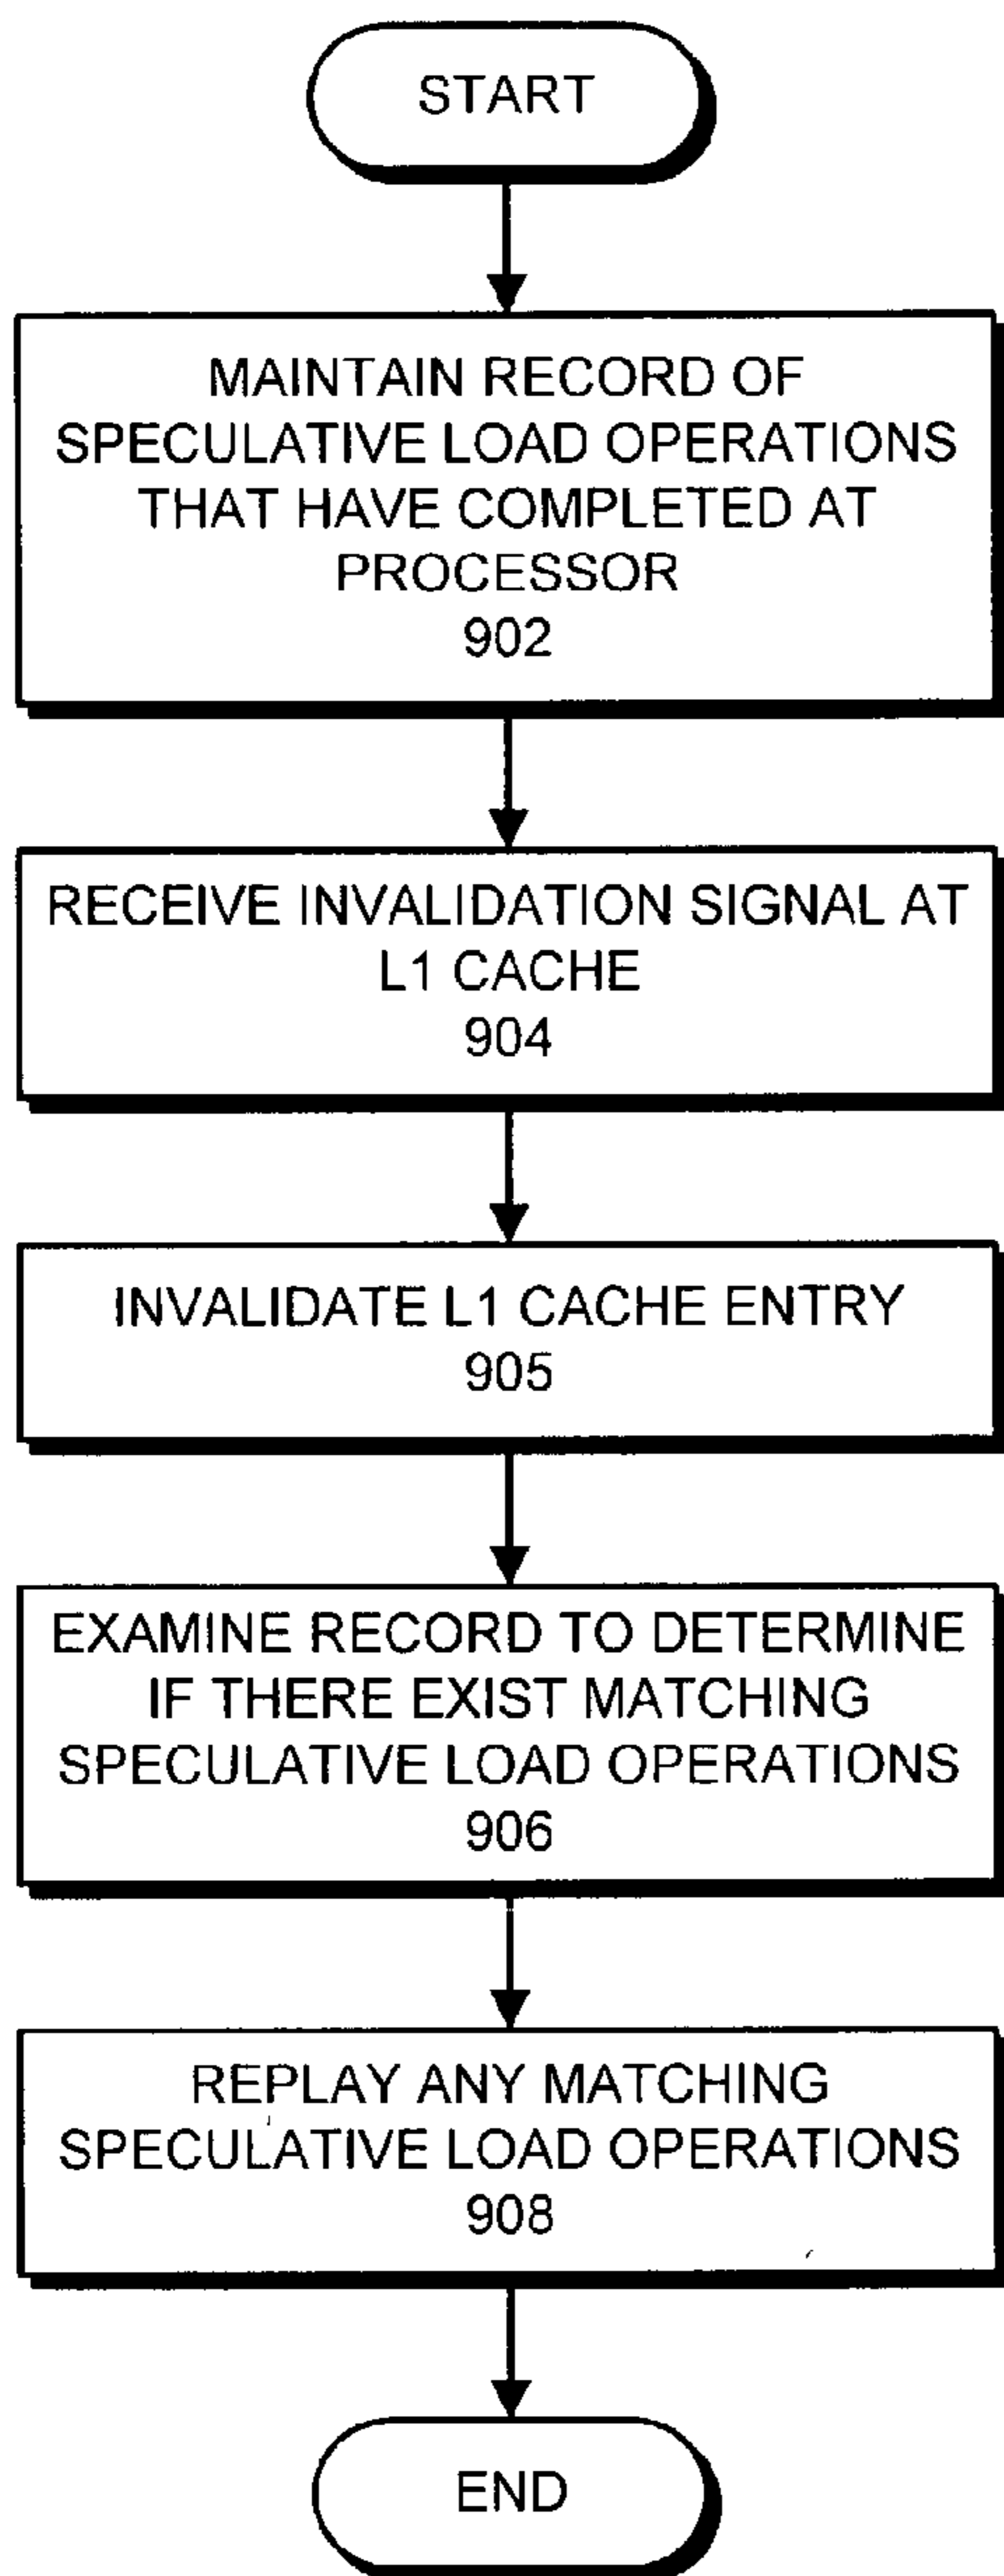 START
MAINTAIN RECORD OF
SPECULATIVE LOAD OPERATIONS
THAT HAVE COMPLETED AT
PROCESSOR
902
RECEIVE INVALIDATION SIGNAL AT
L1 CACHE
904
INVALIDATE L1 CACHE ENTRY
905
EXAMINE RECORD TO DETERMINE
IF THERE EXIST MATCHING
SPECULATIVE LOAD OPERATIONS
906
REPLAY ANY MATCHING
SPECULATIVE LOAD OPERATIONS
908
END